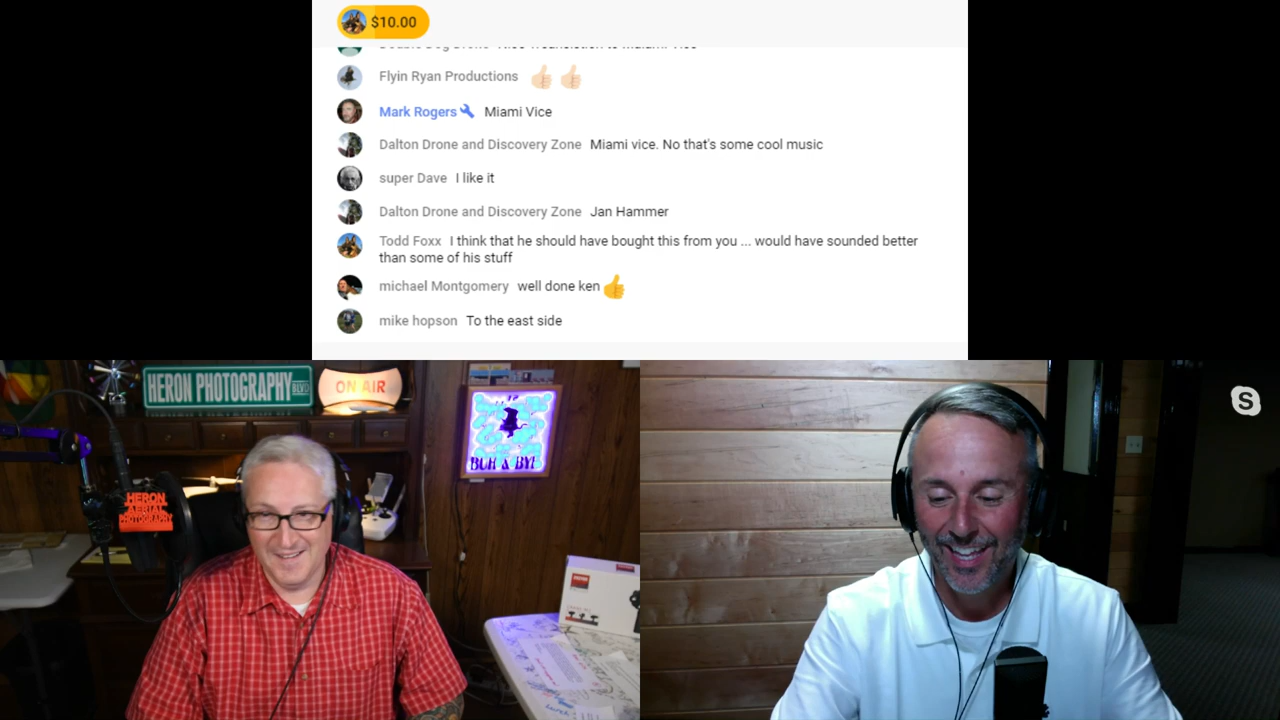 $10.00
Flyin Ryan Productions
Mark Rogers Miami Vice
Dalton Drone and Discovery Zone Miami vice. No that's some cool music
super Dave I like it
Dalton Drone and Discovery Zone Jan Hammer
Todd Foxx I think that he should have bought this from you ... would have sounded better
than some of his stuff
michael Montgomery well done ken
mike hopson To the east side
HERON PHOTOGRAPHY BLVD
ON AIR
HERON
AERIAL
PHOTOGRAPHY
S